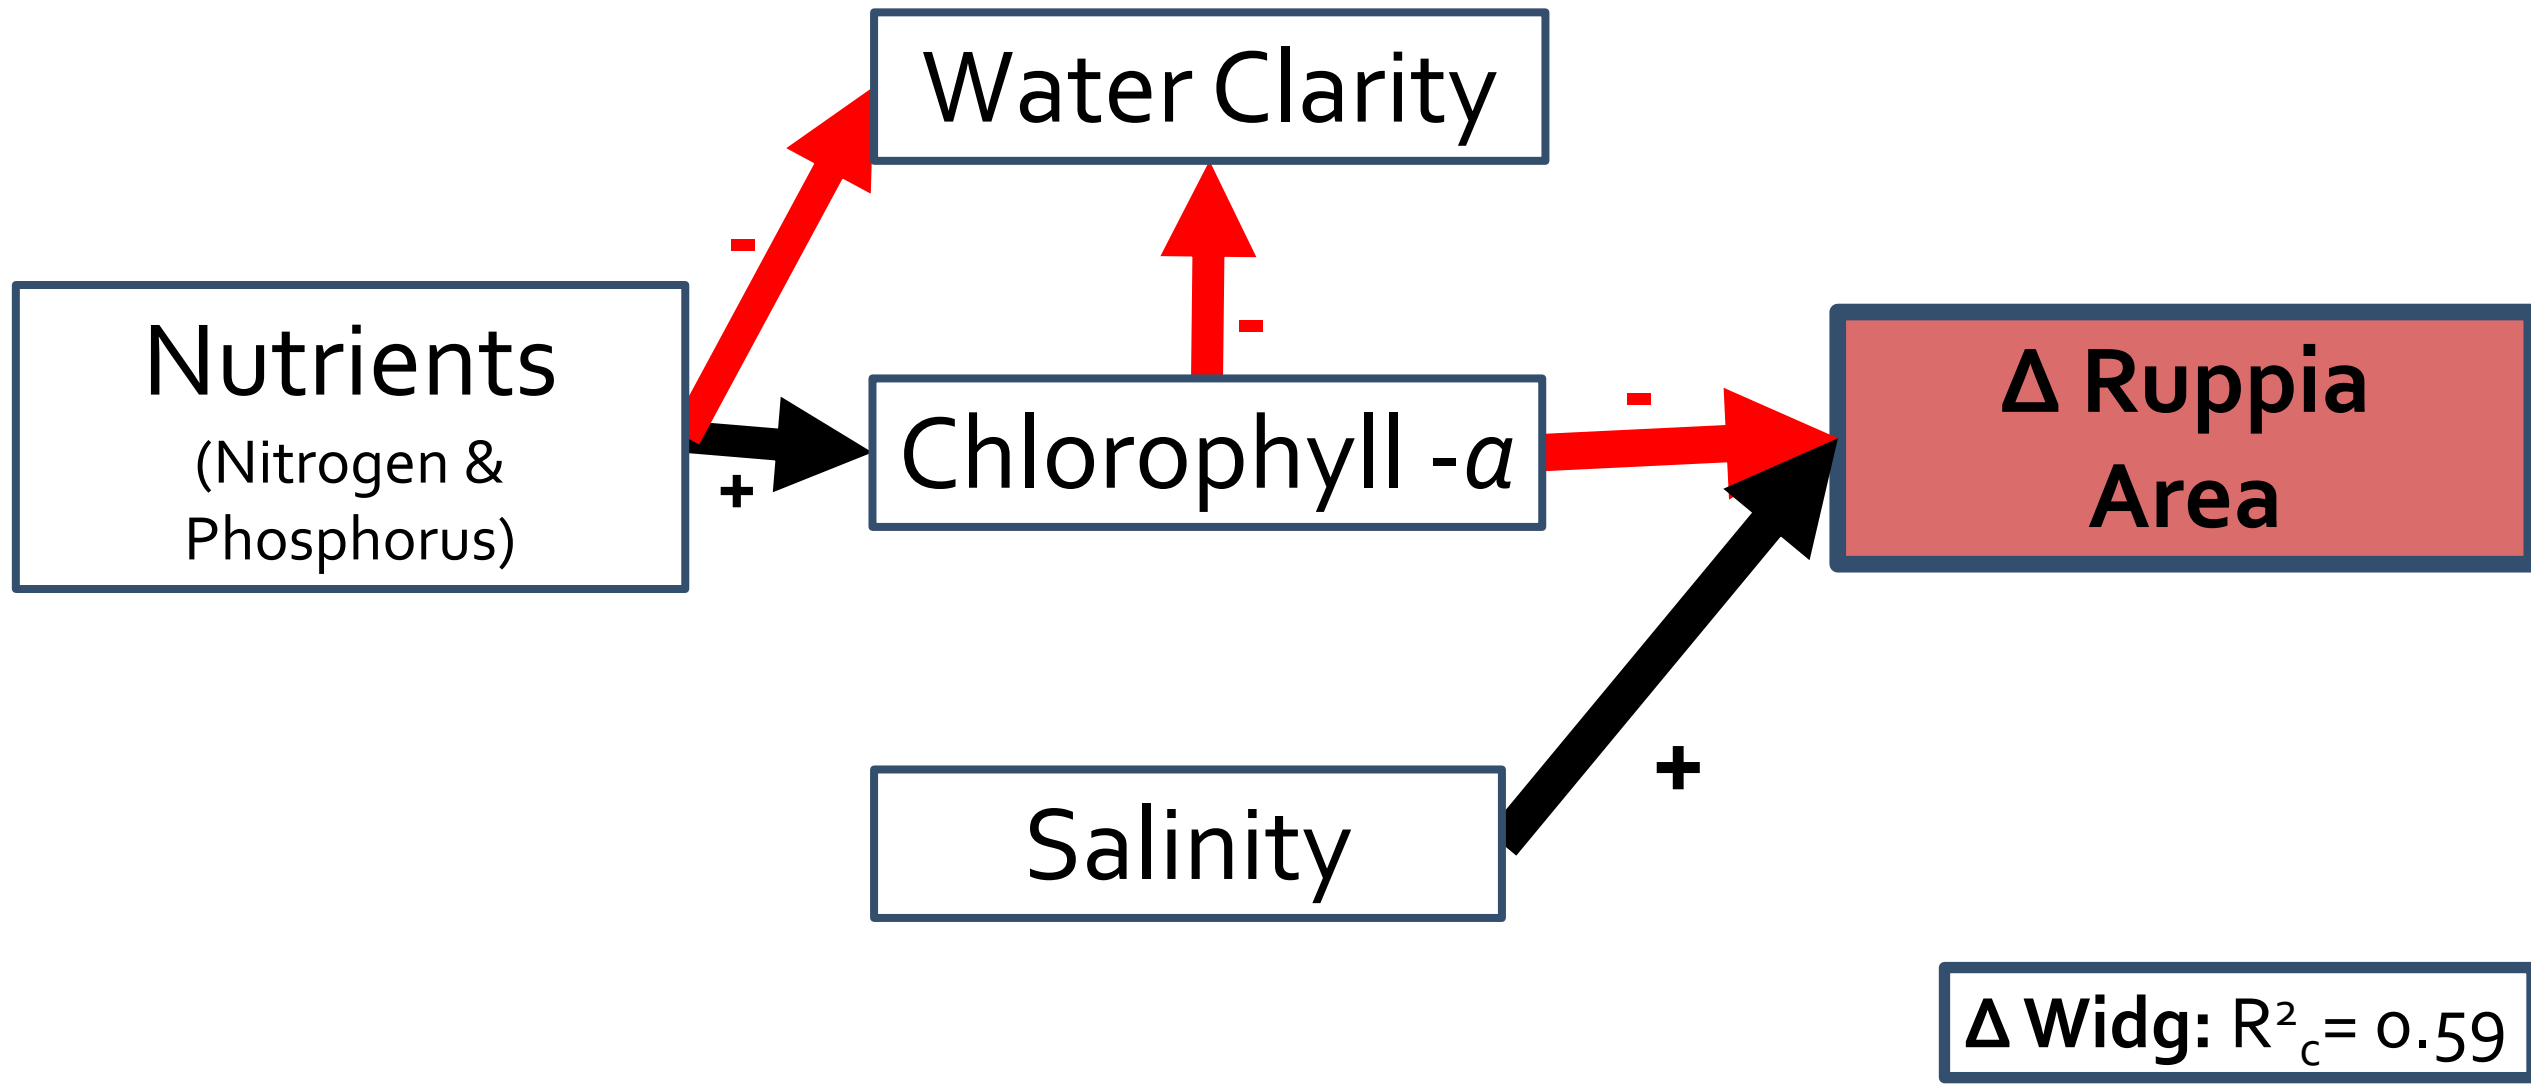 Water Clarity
-
-
Nutrients
(Nitrogen &
Phosphorus)
+
Chlorophyll -a
-
Δ Ruppia
Area
Salinity
+
Δ Widg: R²c= 0.59